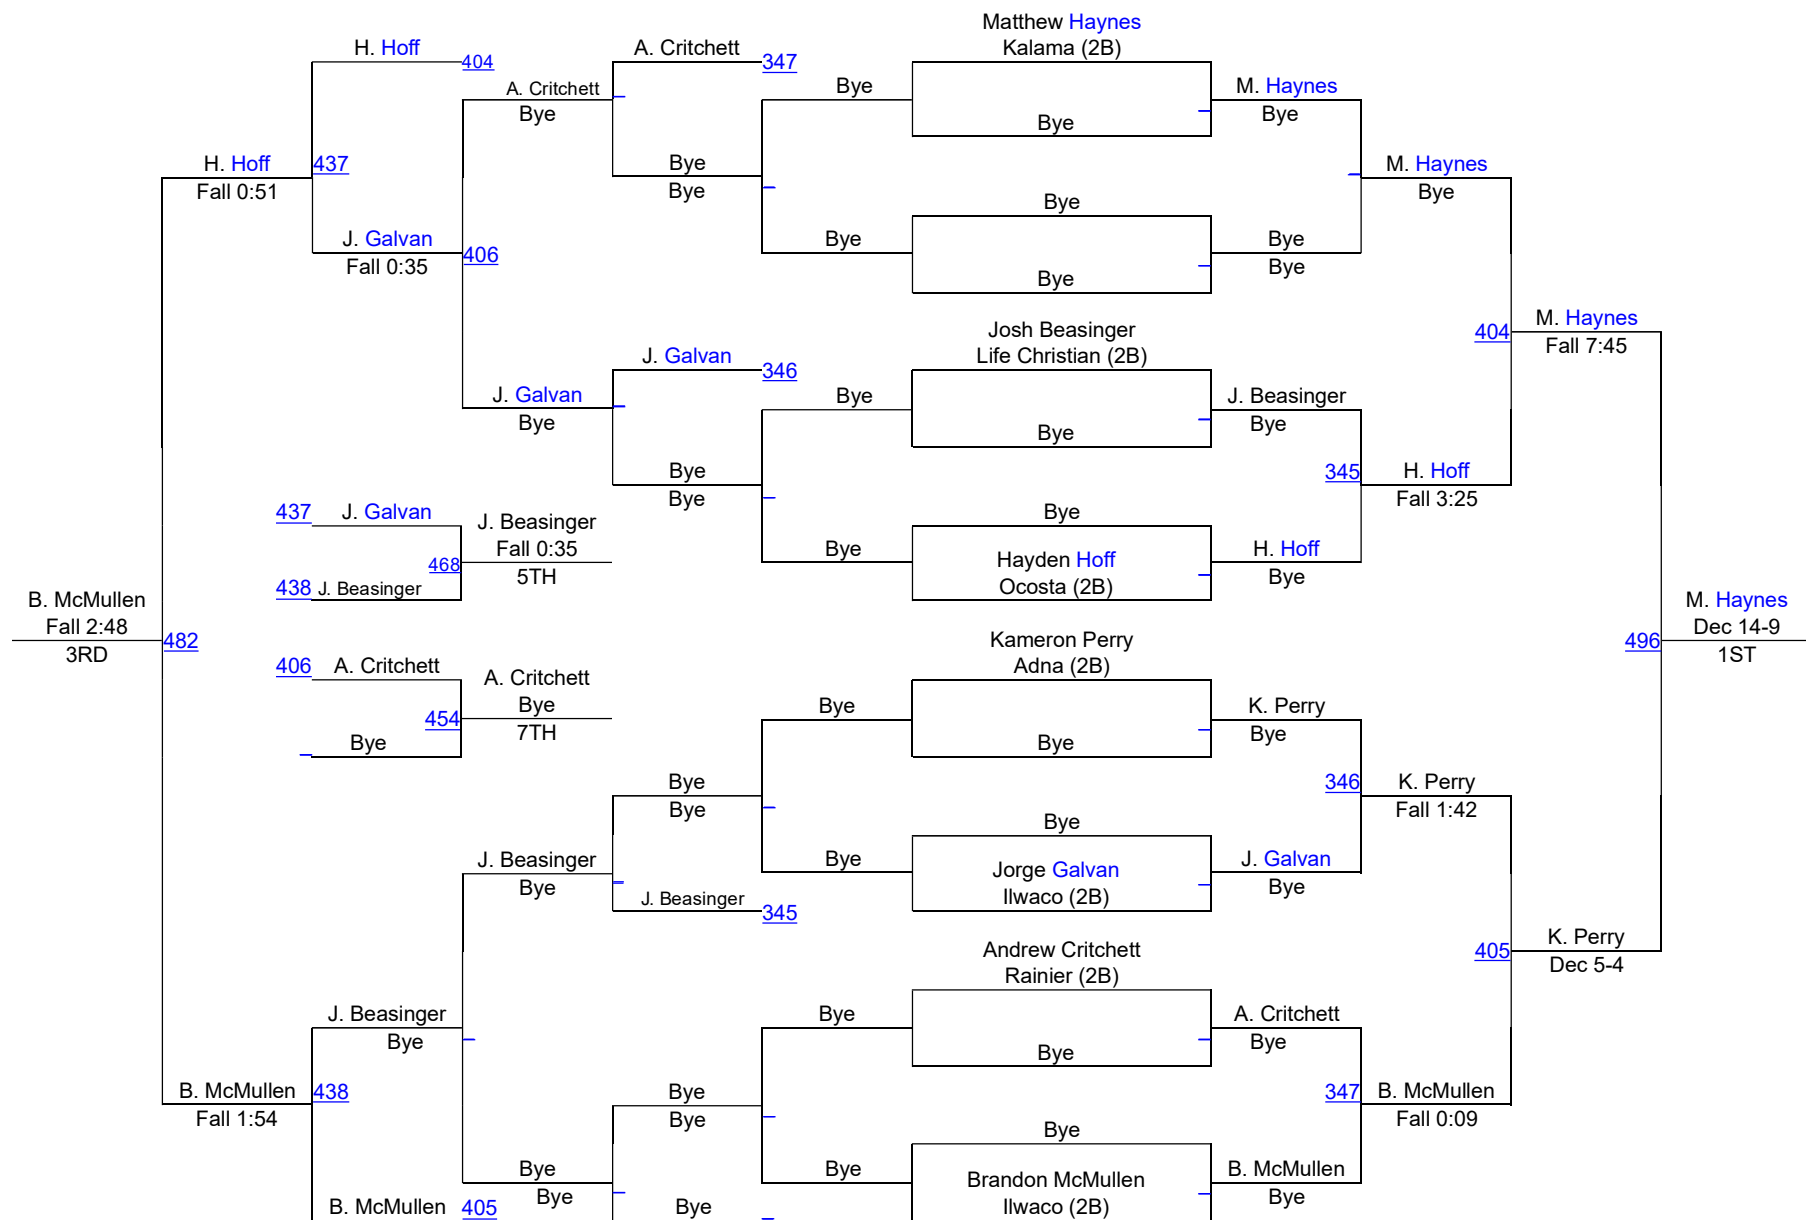 Matthew Haynes
H. Hoff
A. Critchett
Kalama (2B)
404
347
A. Critchett
Bye
M. Haynes
Bye
Bye
Bye
H. Hoff
437
Bye
M. Haynes
Fall 0:51
Bye
Bye
Bye
J. Galvan
Bye
Bye
Fall 0:35
406
Bye
Bye
Josh Beasinger
404
M. Haynes
J. Galvan
Life Christian (2B)
Fall 7:45
346
J. Galvan
Bye
J. Beasinger
Bye
Bye
Bye
Bye
345
H. Hoff
Bye
Fall 3:25
437
J. Galvan
J. Beasinger
Bye
Fall 0:35
Bye
Hayden Hoff
H. Hoff
468
5TH
Bye
438
J. Beasinger
Ocosta (2B)
B. McMullen
M. Haynes
Fall 2:48
Dec 14-9
482
Kameron Perry
496
3RD
1ST
406
A. Critchett
A. Critchett
Adna (2B)
Bye
Bye
K. Perry
454
7TH
Bye
Bye
Bye
Bye
346
K. Perry
Bye
Fall 1:42
Bye
J. Beasinger
Bye
Jorge Galvan
J. Galvan
Bye
Bye
J. Beasinger
345
Ilwaco (2B)
Andrew Critchett
405
K. Perry
Rainier (2B)
Dec 5-4
J. Beasinger
Bye
A. Critchett
Bye
Bye
Bye
B. McMullen
438
Bye
347
B. McMullen
Fall 1:54
Bye
Fall 0:09
Bye
Bye
Bye
Brandon McMullen
B. McMullen
Bye
Bye
B. McMullen
405
Bye
Ilwaco (2B)